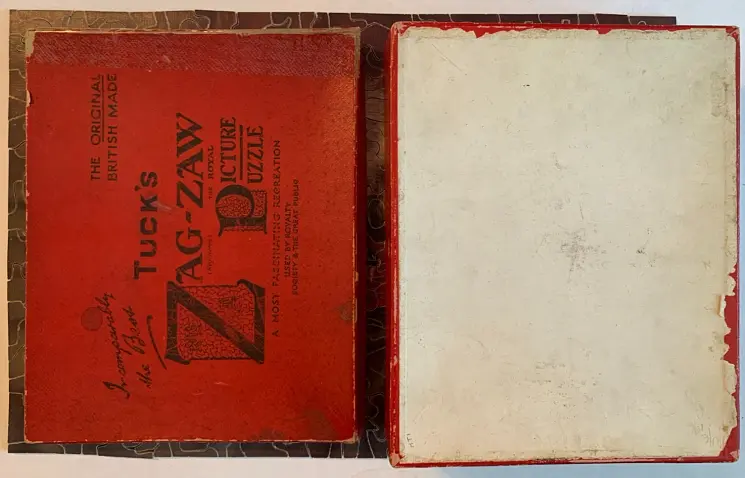 THE ORIGINAL
BRITISH MADE
Incomparably
the Best
TUCK'S
ZAG-ZAW
THE ROYAL
PICTURE
PUZZLE
A MOST FASCINATING RECREATION
USED BY ROYALTY,
SOCIETY & THE GREAT PUBLIC